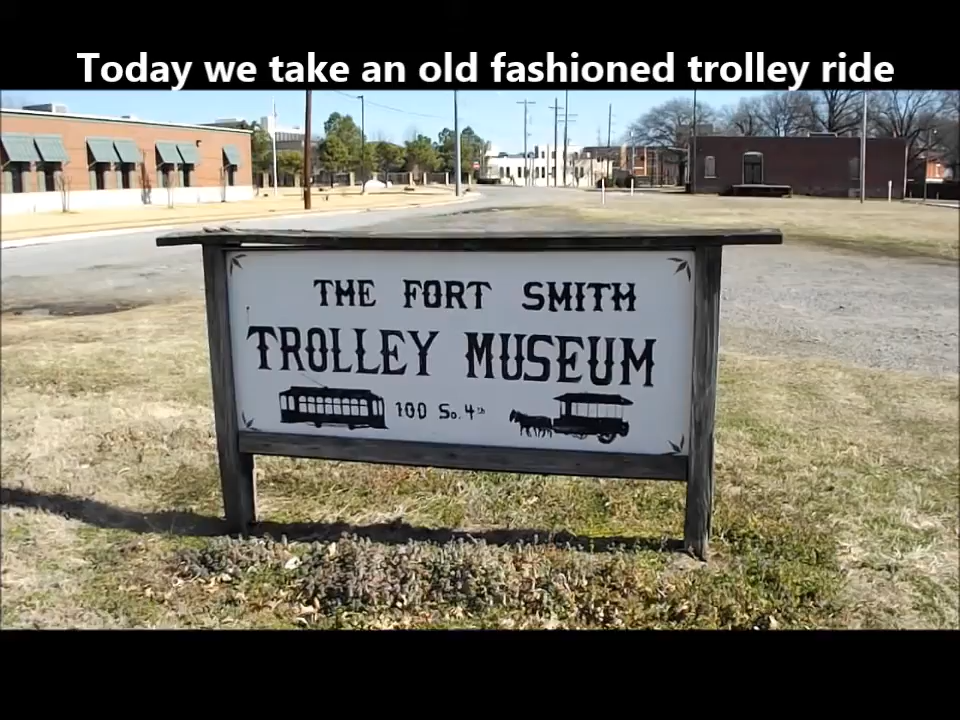 Today we take an old fashioned trolley ride
THE FORT SMITH
TROLLEY MUSEUM
100 So. 4th